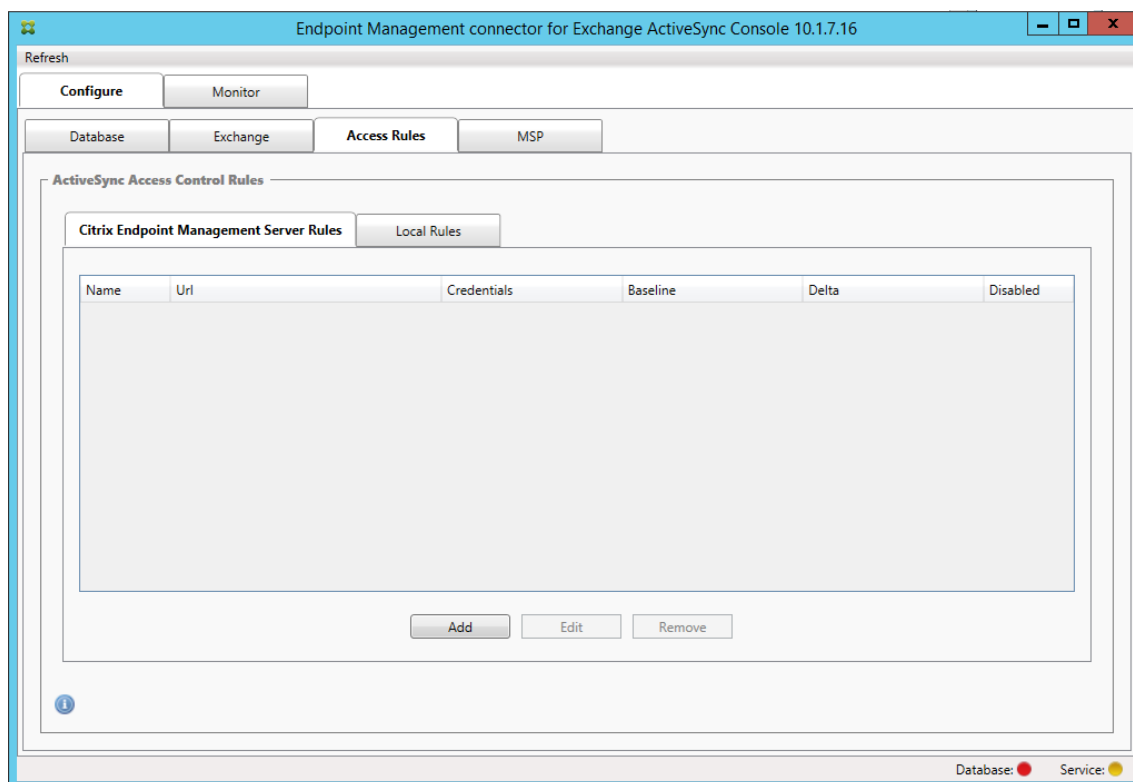 Endpoint Management connector for Exchange ActiveSync Console 10.1.7.16
Refresh
Configure Monitor
Database Exchange Access Rules MSP
ActiveSync Access Control Rules
Citrix Endpoint Management Server Rules Local Rules
Name Url Credentials Baseline Delta Disabled
Add Edit Remove
Database: Service: